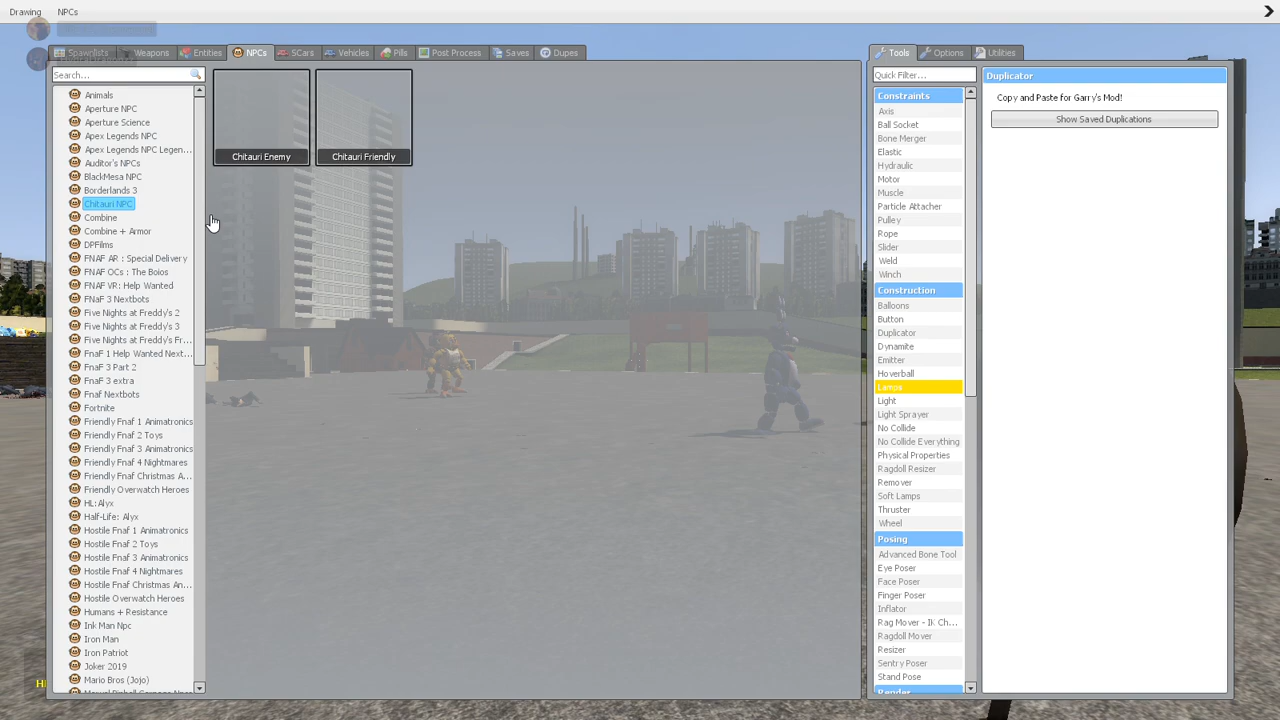 Drawing NPCs
Spawnlists Weapons Entities NPCs SCars Vehicles Pills Post Process Saves Dupes
Search...
Animals
Aperture NPC
Aperture Science
Apex Legends NPC
Apex Legends NPC Legen...
Auditor's NPCs
BlackMesa NPC
Borderlands 3
Chitauri NPC
Combine
Combine + Armor
DPFilms
FNAF AR : Special Delivery
FNAF OCs : The Boios
FNAF VR: Help Wanted
FNaF 3 Nextbots
Five Nights at Freddy's 2
Five Nights at Freddy's 3
Five Nights at Freddy's Fr...
FnaF 1 Help Wanted Next...
FnaF 3 Part 2
FnaF 3 extra
Fnaf Nextbots
Fortnite
Friendly Fnaf 1 Animatronics
Friendly Fnaf 2 Toys
Friendly Fnaf 3 Animatronics
Friendly Fnaf 4 Nightmares
Friendly Fnaf Christmas A...
Friendly Overwatch Heroes
HL:Alyx
Half-Life: Alyx
Hostile Fnaf 1 Animatronics
Hostile Fnaf 2 Toys
Hostile Fnaf 3 Animatronics
Hostile Fnaf 4 Nightmares
Hostile Fnaf Christmas An...
Hostile Overwatch Heroes
Humans + Resistance
Ink Man Npc
Iron Man
Iron Patriot
Joker 2019
Mario Bros (Jojo)
Chitauri Enemy
Chitauri Friendly
Tools Options Utilities
Quick Filter...
Constraints
Axis
Ball Socket
Bone Merger
Elastic
Hydraulic
Motor
Muscle
Particle Attacher
Pulley
Rope
Slider
Weld
Winch
Construction
Balloons
Button
Duplicator
Dynamite
Emitter
Hoverball
Lamps
Light
Light Sprayer
No Collide
No Collide Everything
Physical Properties
Ragdoll Resizer
Remover
Soft Lamps
Thruster
Wheel
Posing
Advanced Bone Tool
Eye Poser
Face Poser
Finger Poser
Inflator
Rag Mover - Ik Ch...
Ragdoll Mover
Resizer
Sentry Poser
Stand Pose
Render
Duplicator
Copy and Paste for Garry's Mod!
Show Saved Duplications